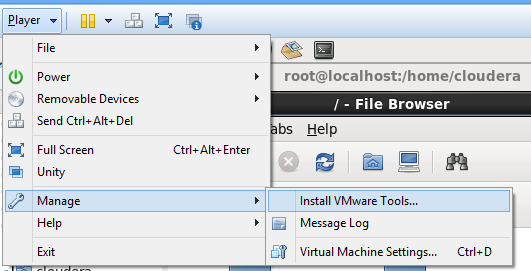 Player
File
Power
Removable Devices
Send Ctrl+Alt+Del
Full Screen Ctrl+Alt+Enter
Unity
Manage
Help
Exit
root@localhost:/home/cloudera
/ - File Browser
abs Help
Install VMware Tools...
Message Log
Virtual Machine Settings... Ctrl+D
cloudera